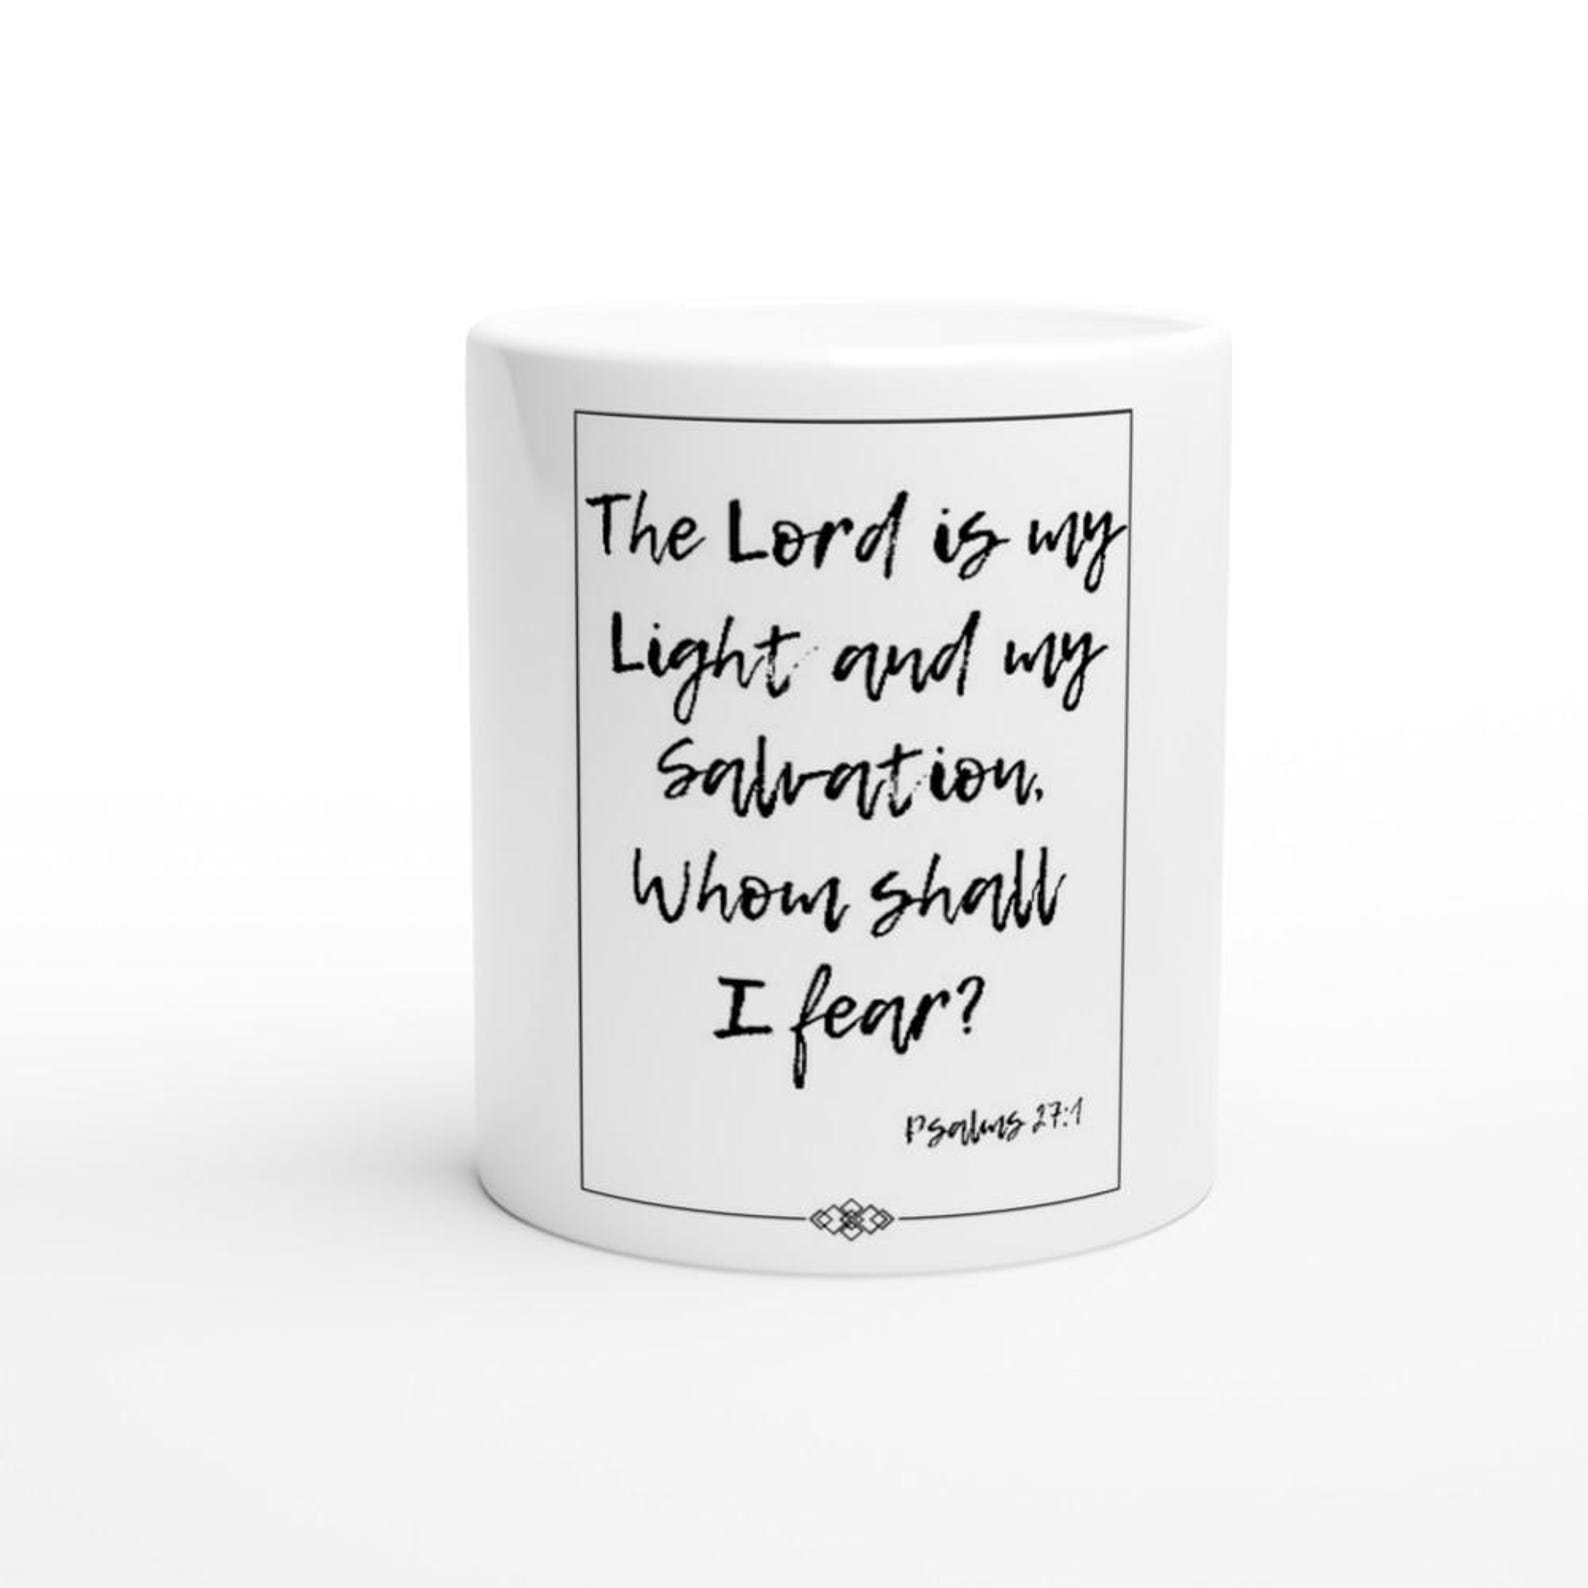 The Lord is my
Light and my
Salvation,
Whom shall
I fear?
Psalms 27:1